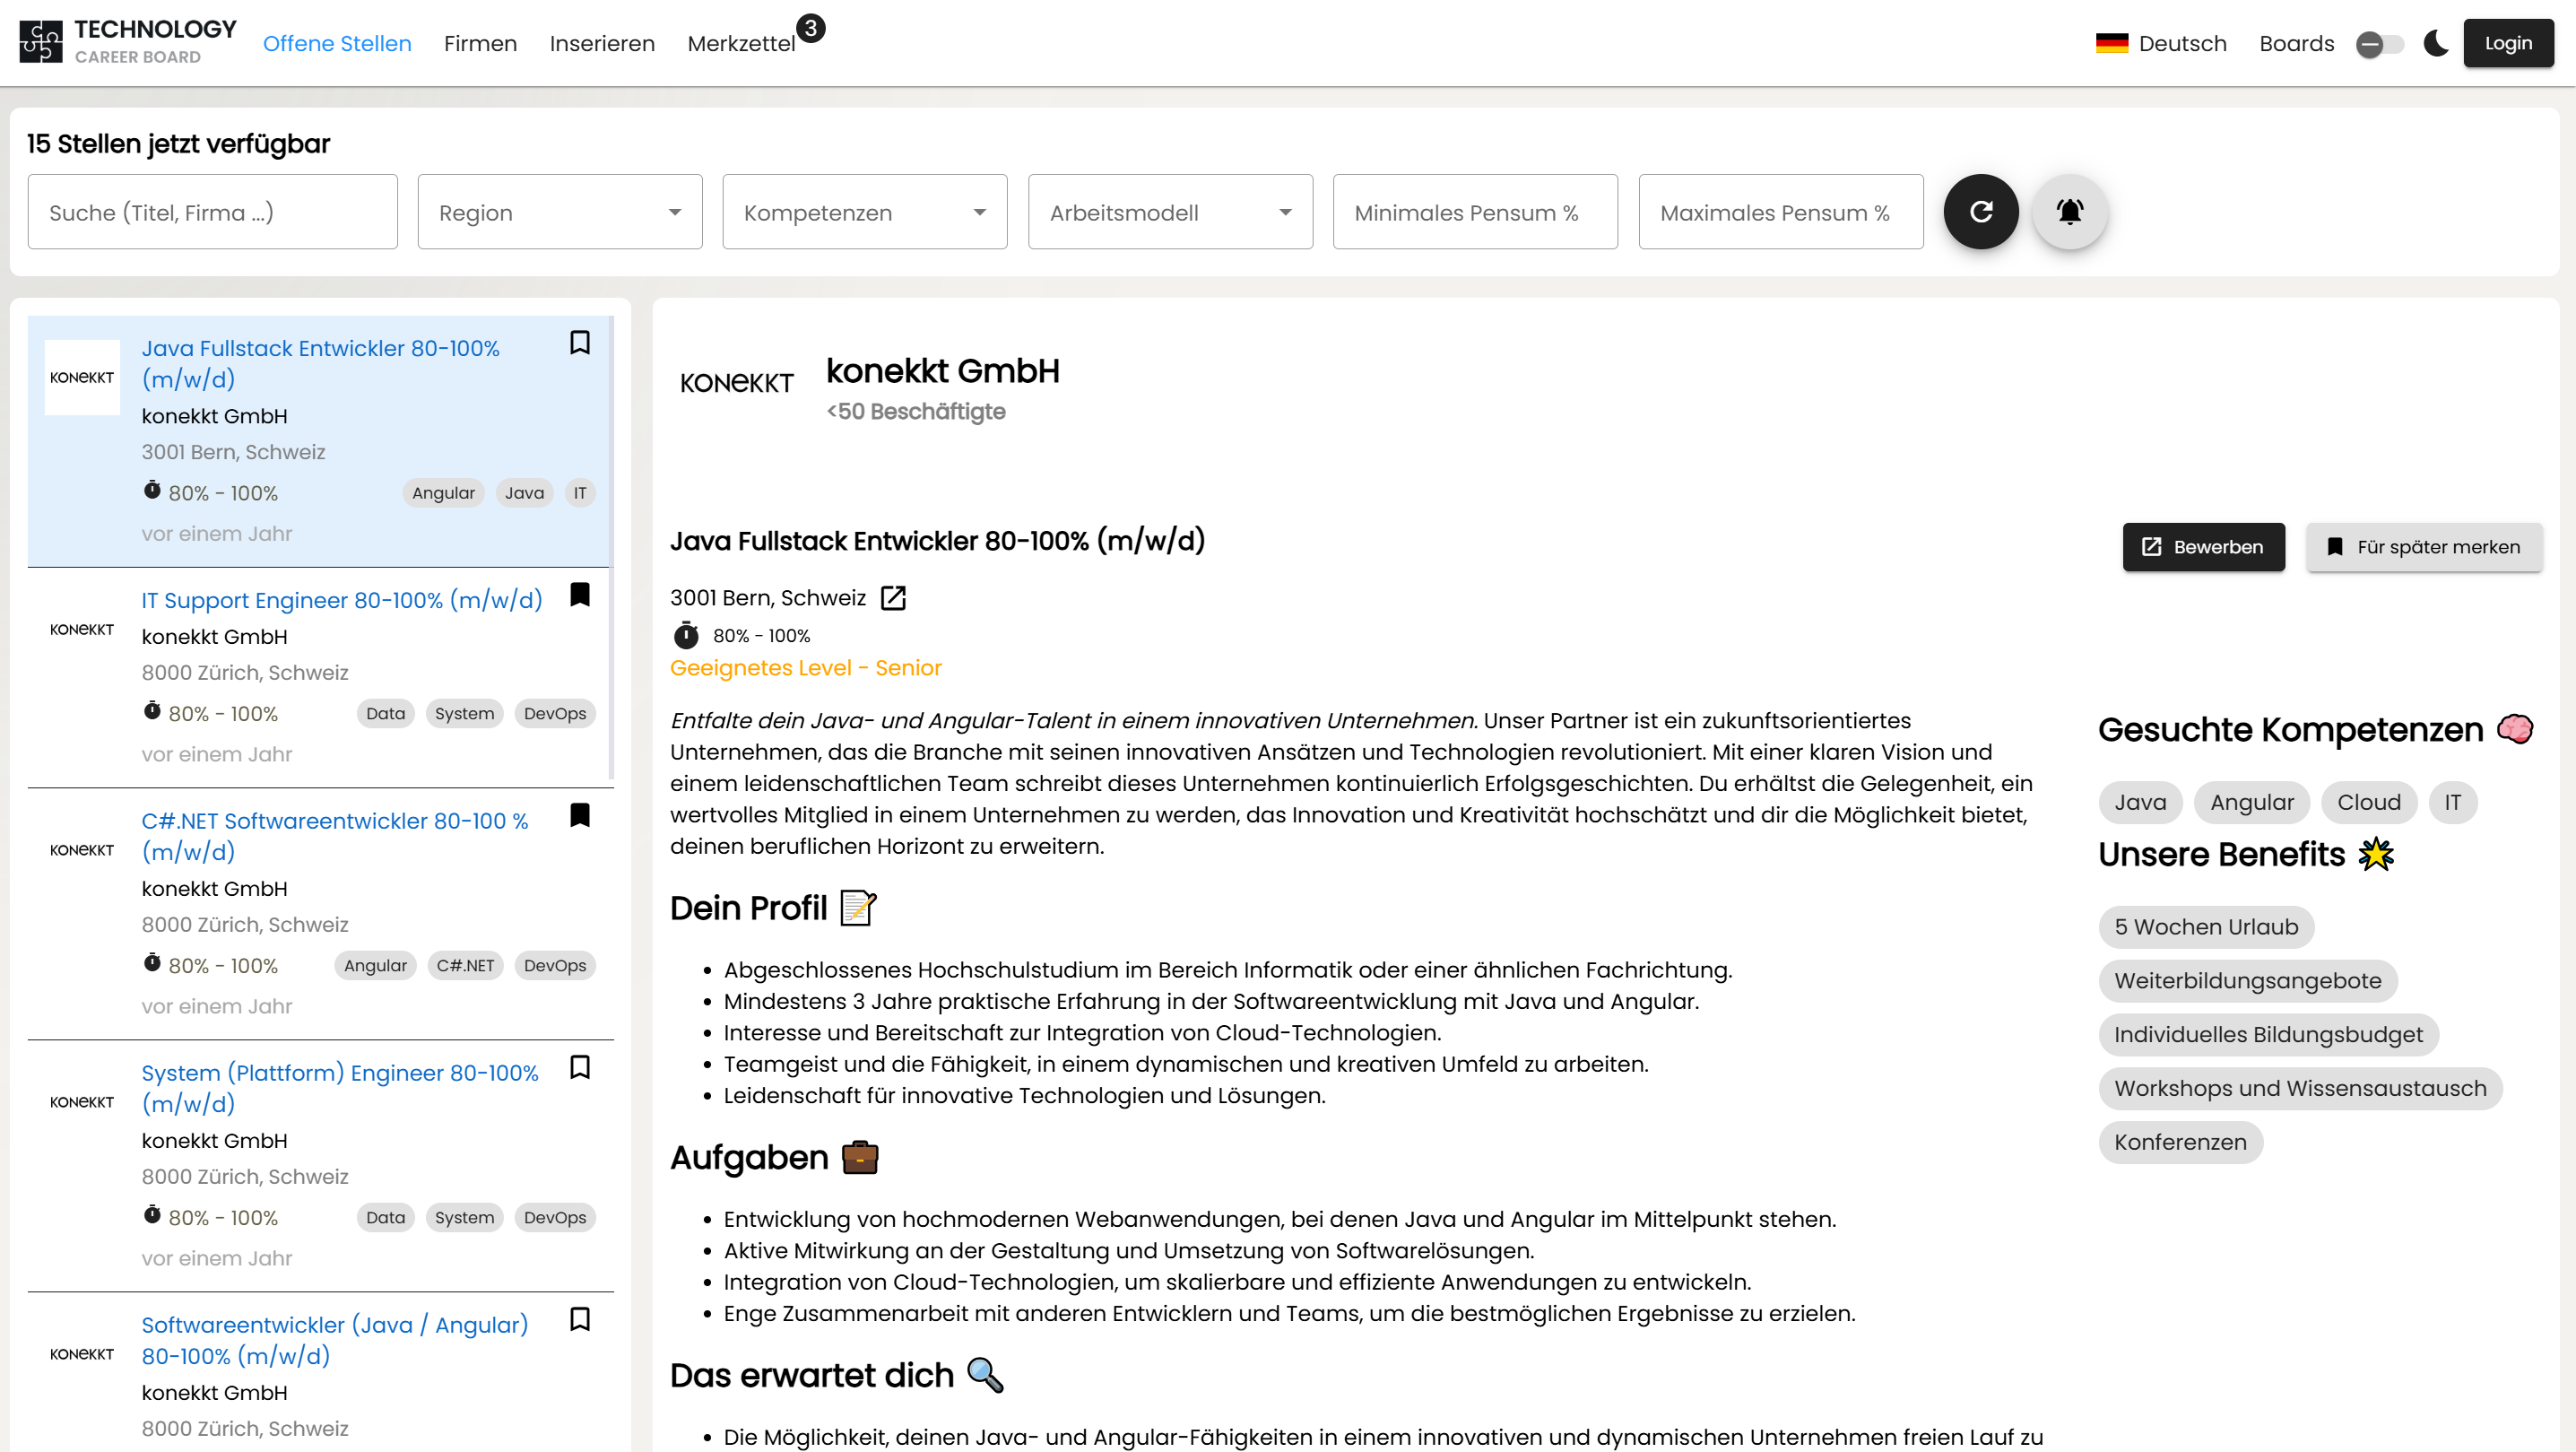 TECHNOLOGY
CAREER BOARD
Offene Stellen
Firmen
Inserieren
Merkzettel
3
Deutsch
Boards
Login
15 Stellen jetzt verfügbar
Suche (Titel, Firma ...)
Region
Kompetenzen
Arbeitsmodell
Minimales Pensum %
Maximales Pensum %
KONEKKT
Java Fullstack Entwickler 80-100%
(m/w/d)
konekkt GmbH
3001 Bern, Schweiz
80% - 100%
Angular
Java
IT
vor einem Jahr
KONEKKT
IT Support Engineer 80-100% (m/w/d)
konekkt GmbH
8000 Zürich, Schweiz
80% - 100%
Data
System
DevOps
vor einem Jahr
KONEKKT
C#.NET Softwareentwickler 80-100 %
(m/w/d)
konekkt GmbH
8000 Zürich, Schweiz
80% - 100%
Angular
C#.NET
DevOps
vor einem Jahr
KONEKKT
System (Plattform) Engineer 80-100%
(m/w/d)
konekkt GmbH
8000 Zürich, Schweiz
80% - 100%
Data
System
DevOps
vor einem Jahr
KONEKKT
Softwareentwickler (Java / Angular)
80-100% (m/w/d)
konekkt GmbH
8000 Zürich, Schweiz
KONEKKT
konekkt GmbH
<50 Beschäftigte
Java Fullstack Entwickler 80-100% (m/w/d)
Bewerben
Für später merken
3001 Bern, Schweiz
80% - 100%
Geeignetes Level - Senior
Entfalte dein Java- und Angular-Talent in einem innovativen Unternehmen. Unser Partner ist ein zukunftsorientiertes
Unternehmen, das die Branche mit seinen innovativen Ansätzen und Technologien revolutioniert. Mit einer klaren Vision und
einem leidenschaftlichen Team schreibt dieses Unternehmen kontinuierlich Erfolgsgeschichten. Du erhältst die Gelegenheit, ein
wertvolles Mitglied in einem Unternehmen zu werden, das Innovation und Kreativität hochschätzt und dir die Möglichkeit bietet,
deinen beruflichen Horizont zu erweitern.
Dein Profil
• Abgeschlossenes Hochschulstudium im Bereich Informatik oder einer ähnlichen Fachrichtung.
• Mindestens 3 Jahre praktische Erfahrung in der Softwareentwicklung mit Java und Angular.
• Interesse und Bereitschaft zur Integration von Cloud-Technologien.
• Teamgeist und die Fähigkeit, in einem dynamischen und kreativen Umfeld zu arbeiten.
• Leidenschaft für innovative Technologien und Lösungen.
Aufgaben
• Entwicklung von hochmodernen Webanwendungen, bei denen Java und Angular im Mittelpunkt stehen.
• Aktive Mitwirkung an der Gestaltung und Umsetzung von Softwarelösungen.
• Integration von Cloud-Technologien, um skalierbare und effiziente Anwendungen zu entwickeln.
• Enge Zusammenarbeit mit anderen Entwicklern und Teams, um die bestmöglichen Ergebnisse zu erzielen.
Das erwartet dich
• Die Möglichkeit, deinen Java- und Angular-Fähigkeiten in einem innovativen und dynamischen Unternehmen freien Lauf zu
Gesuchte Kompetenzen
Java
Angular
Cloud
IT
Unsere Benefits
5 Wochen Urlaub
Weiterbildungsangebote
Individuelles Bildungsbudget
Workshops und Wissensaustausch
Konferenzen